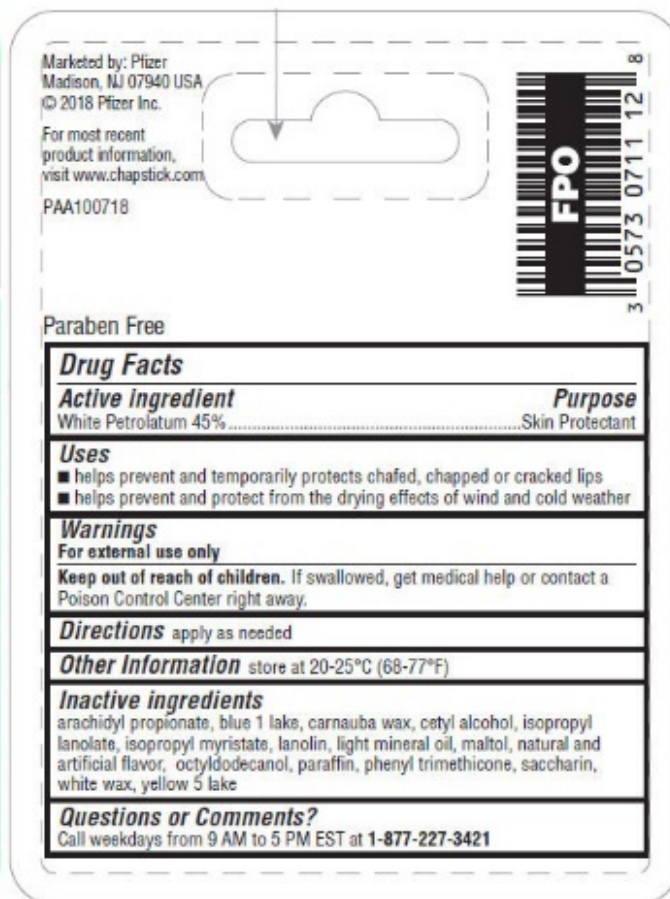 Marketed by: Pfizer
Madison, NJ 07940 USA
© 2018 Pfizer Inc.
For most recent
product information,
visit www.chapstick.com
PAA100718
FPO
3 0573 0711 12 8
Paraben Free
Drug Facts
Active ingredient Purpose
White Petrolatum 45%......................................................Skin Protectant
Uses
■ helps prevent and temporarily protects chafed, chapped or cracked lips
■ helps prevent and protect from the drying effects of wind and cold weather
Warnings
For external use only
Keep out of reach of children. If swallowed, get medical help or contact a
Poison Control Center right away.
Directions apply as needed
Other Information store at 20-25°C (68-77°F)
Inactive ingredients
arachidyl propionate, blue 1 lake, carnauba wax, cetyl alcohol, isopropyl
lanolate, isopropyl myristate, lanolin, light mineral oil, maltol, natural and
artificial flavor, octyldodecanol, paraffin, phenyl trimethicone, saccharin,
white wax, yellow 5 lake
Questions or Comments?
Call weekdays from 9 AM to 5 PM EST at 1-877-227-3421